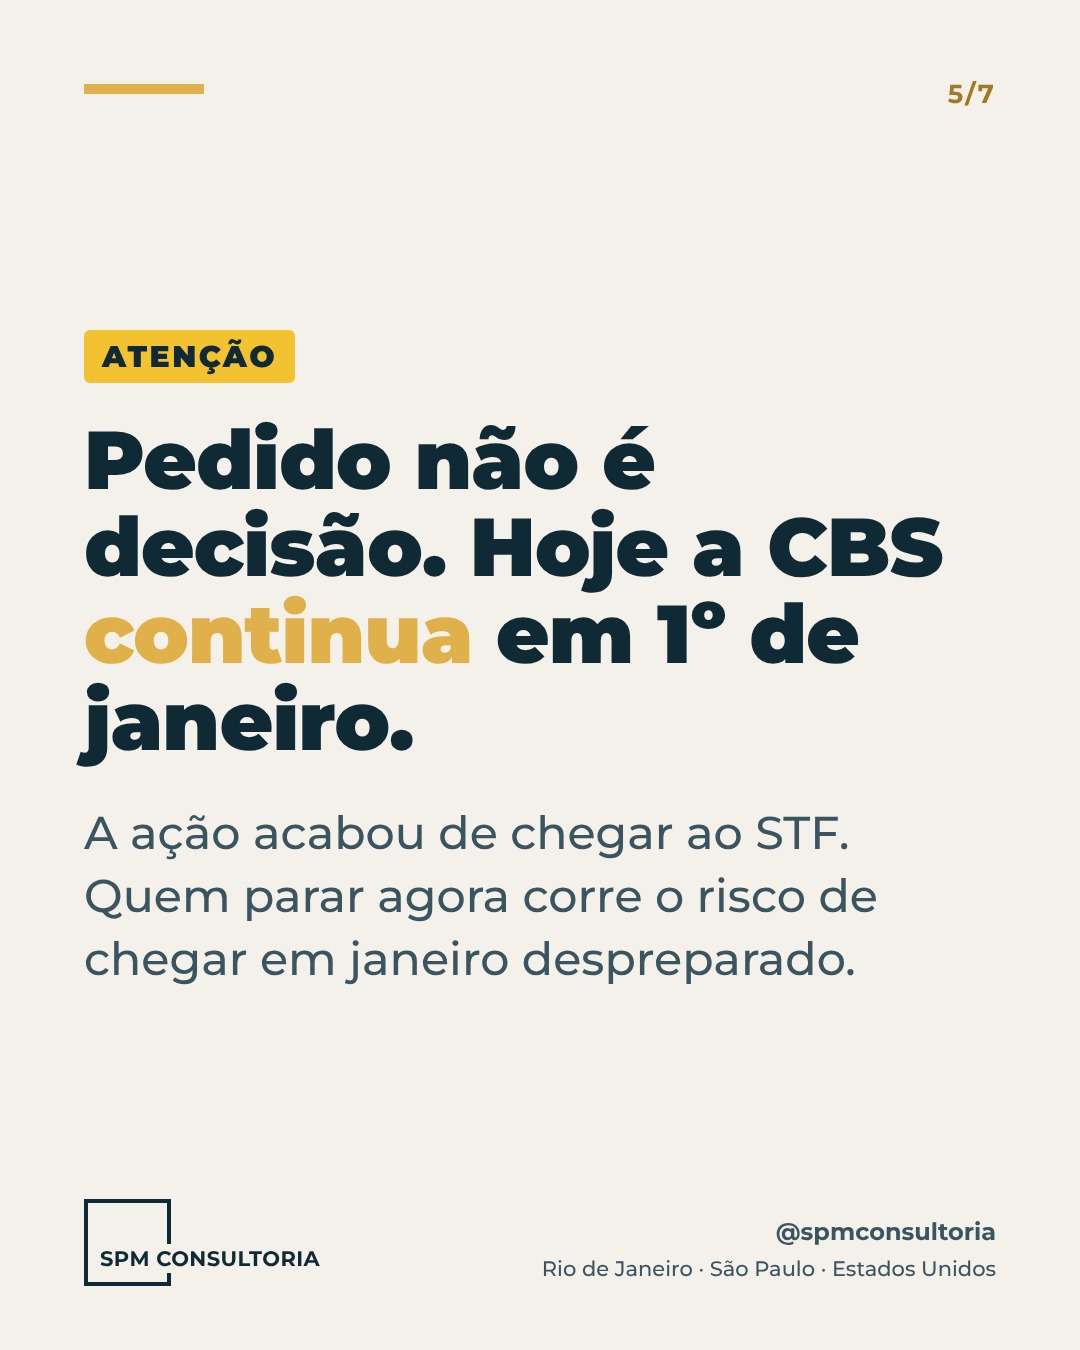 5/7
ATENÇÃO
Pedido não é
decisão. Hoje a CBS
continua em 1º de
janeiro.
A ação acabou de chegar ao STF.
Quem parar agora corre o risco de
chegar em janeiro despreparado.
SPM CONSULTORIA
@spmconsultoria
Rio de Janeiro · São Paulo · Estados Unidos